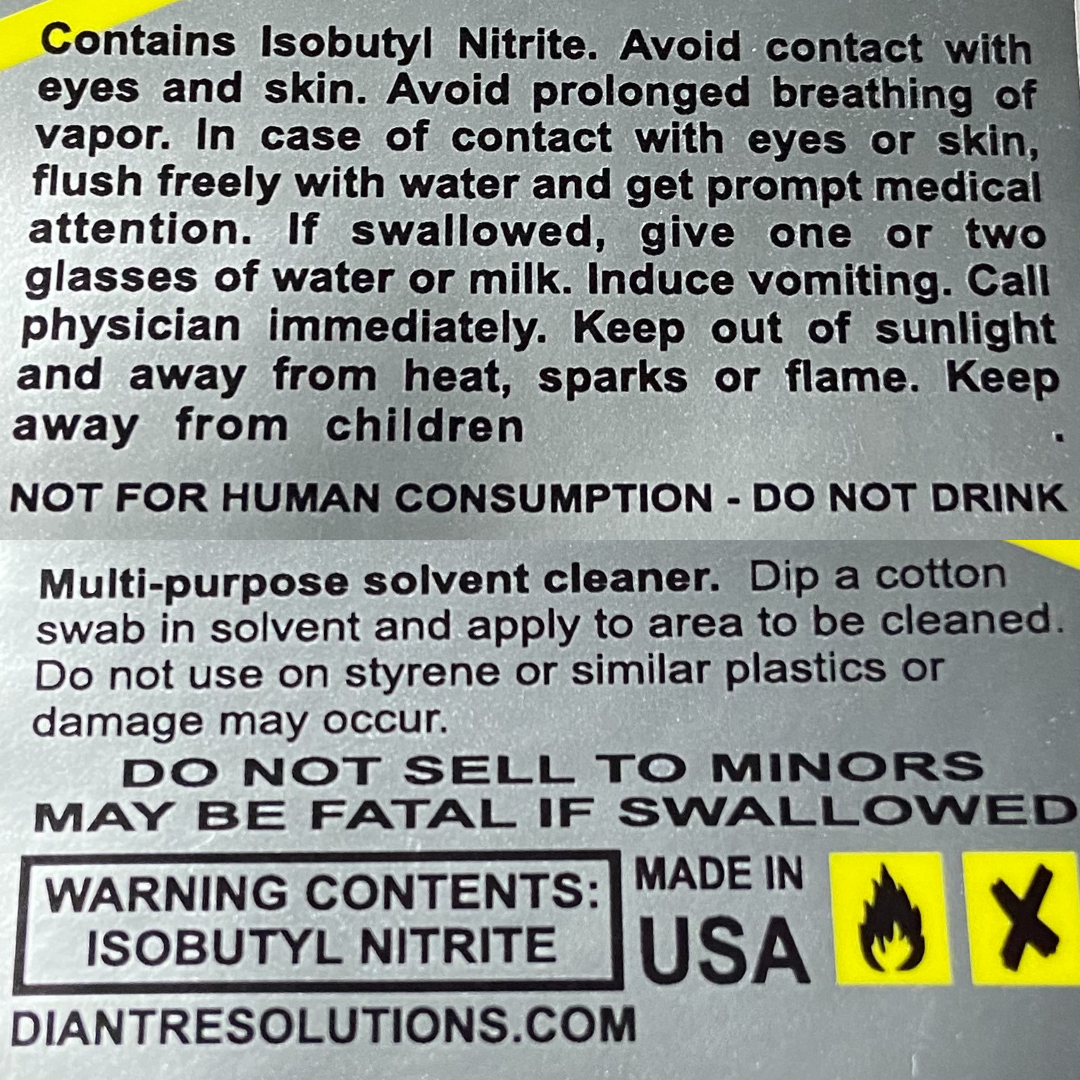 Contains Isobutyl Nitrite. Avoid contact with
eyes and skin. Avoid prolonged breathing of
vapor. In case of contact with eyes or skin,
flush freely with water and get prompt medical
attention. If swallowed, give one or two
glasses of water or milk. Induce vomiting. Call
physician immediately. Keep out of sunlight
and away from heat, sparks or flame. Keep
away from children .
NOT FOR HUMAN CONSUMPTION - DO NOT DRINK
Multi-purpose solvent cleaner. Dip a cotton
swab in solvent and apply to area to be cleaned.
Do not use on styrene or similar plastics or
damage may occur.
DO NOT SELL TO MINORS
MAY BE FATAL IF SWALLOWED
WARNING CONTENTS:
ISOBUTYL NITRITE
MADE IN
USA
DIANTRESOLUTIONS.COM